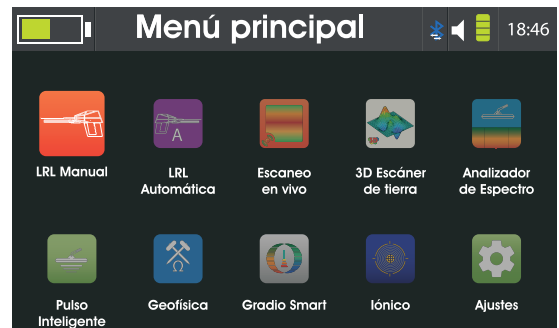 Menú principal
18:46
LRL Manual
LRL
Automática
Escaneo
en vivo
3D Escáner
de tierra
Analizador
de Espectro
A
Pulso
Inteligente
Geofísica
Gradio Smart
Iónico
Ajustes
Ω